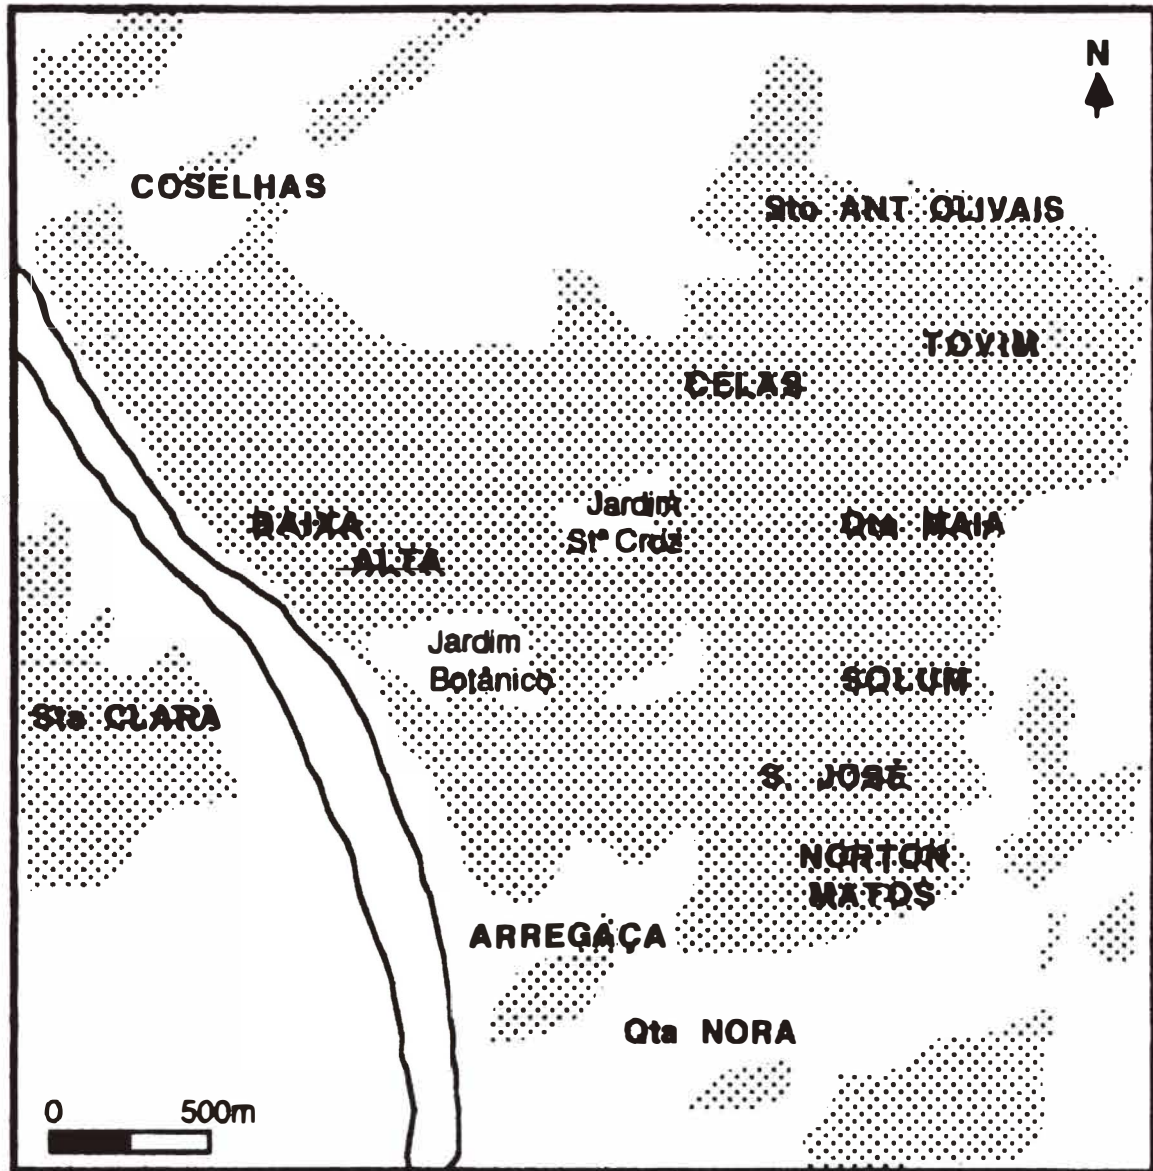 N
COSELHAS
Sto ANT OLIVAIS
TOVIM
CELAS
Jardim
Stª Cruz
BAIXA
Qta MAIA
ALTA
Jardim
Botânico
SOLUM
Sta CLARA
S. JOSÉ
NORTON
MATOS
ARREGAÇA
Qta NORA
0 500m